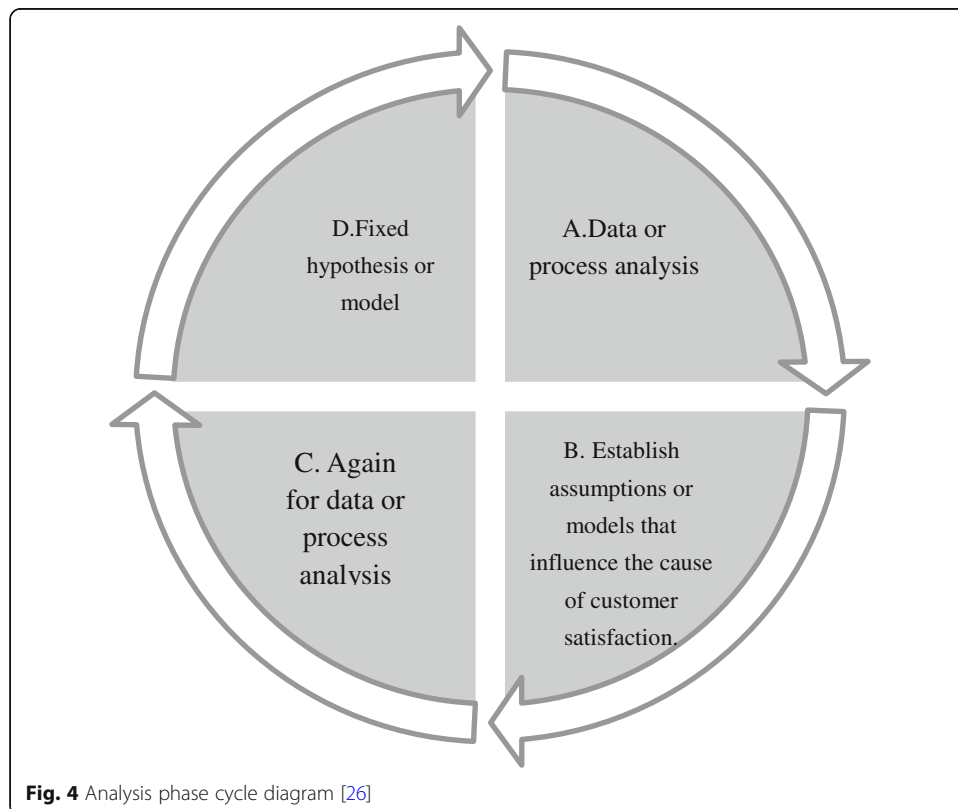 D.Fixed
hypothesis or
model
A.Data or
process analysis
C. Again
for data or
process
analysis
B. Establish
assumptions or
models that
influence the cause
of customer
satisfaction.
Fig. 4 Analysis phase cycle diagram [26]